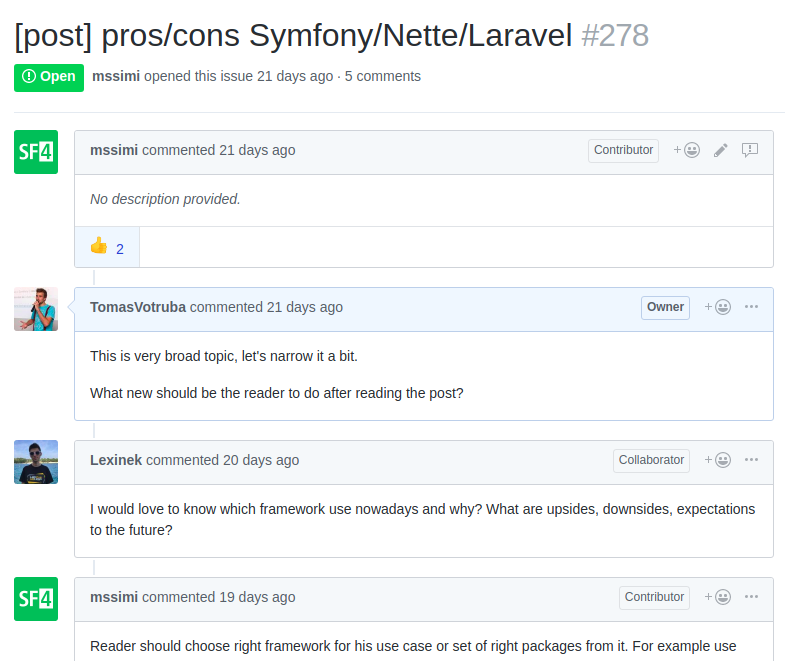 [post] pros/cons Symfony/Nette/Laravel #278
Open mssimi opened this issue 21 days ago · 5 comments
SF4
mssimi commented 21 days ago Contributor
No description provided.
👍 2
TomasVotruba commented 21 days ago Owner
This is very broad topic, let's narrow it a bit.
What new should be the reader to do after reading the post?
Lexinek commented 20 days ago Collaborator
I would love to know which framework use nowadays and why? What are upsides, downsides, expectations
to the future?
SF4
mssimi commented 19 days ago Contributor
Reader should choose right framework for his use case or set of right packages from it. For example use